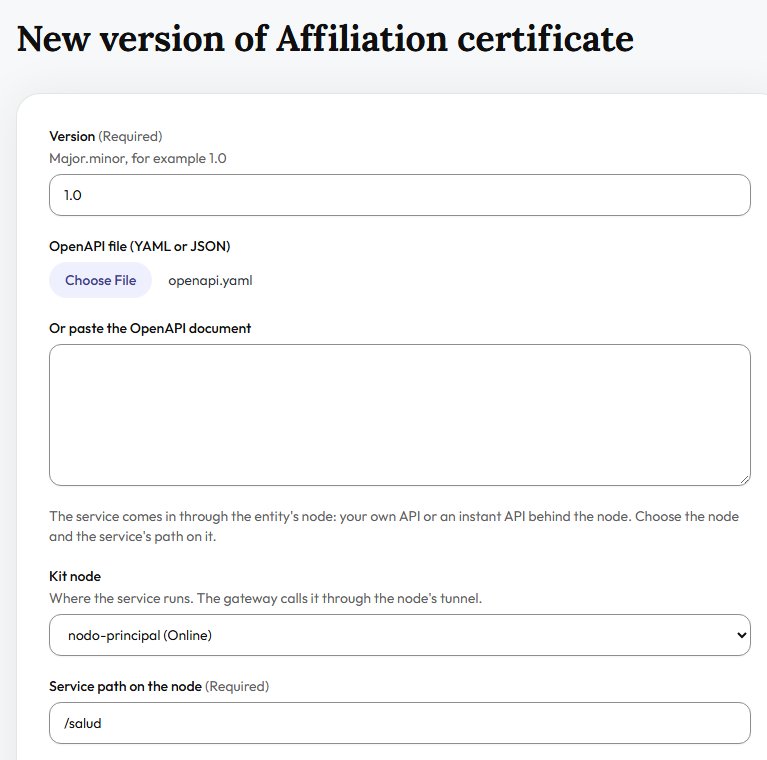 New version of Affiliation certificate
Version (Required)
Major.minor, for example 1.0
1.0
OpenAPI file (YAML or JSON)
Choose File openapi.yaml
Or paste the OpenAPI document
The service comes in through the entity's node: your own API or an instant API behind the node. Choose the node
and the service's path on it.
Kit node
Where the service runs. The gateway calls it through the node's tunnel.
nodo-principal (Online)
Service path on the node (Required)
/salud